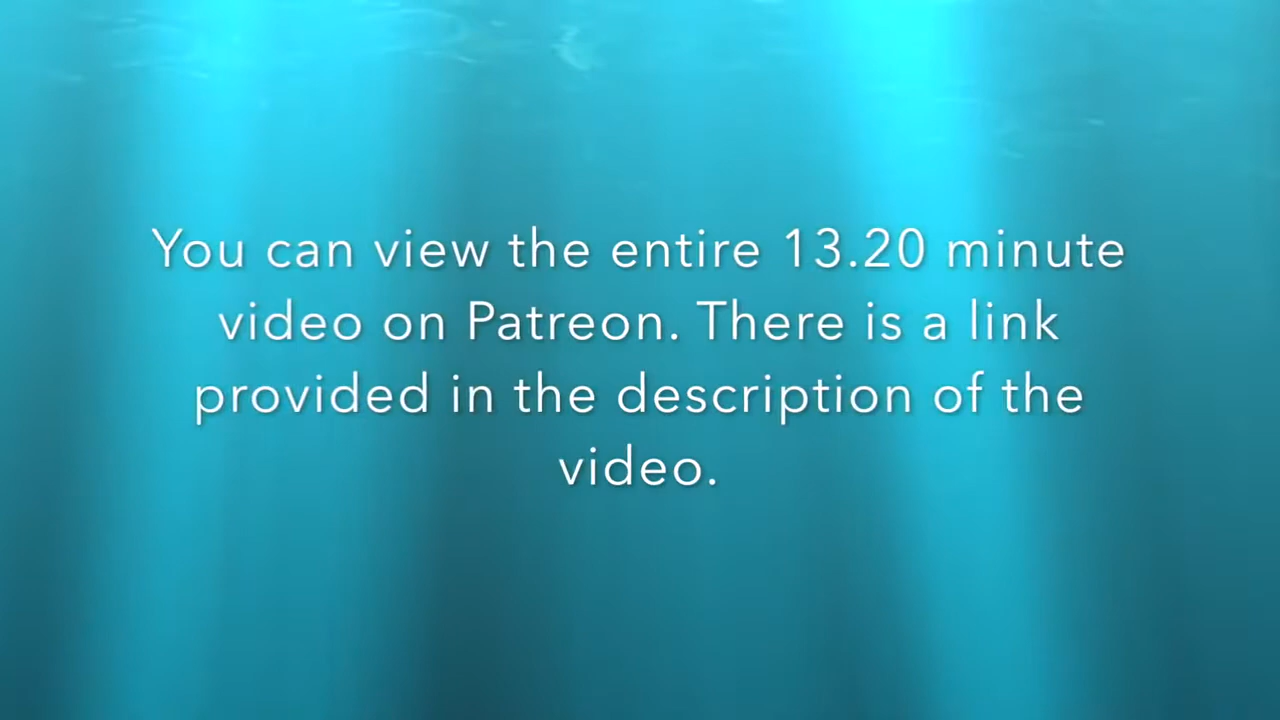 You can view the entire 13.20 minute
video on Patreon. There is a link
provided in the description of the
video.